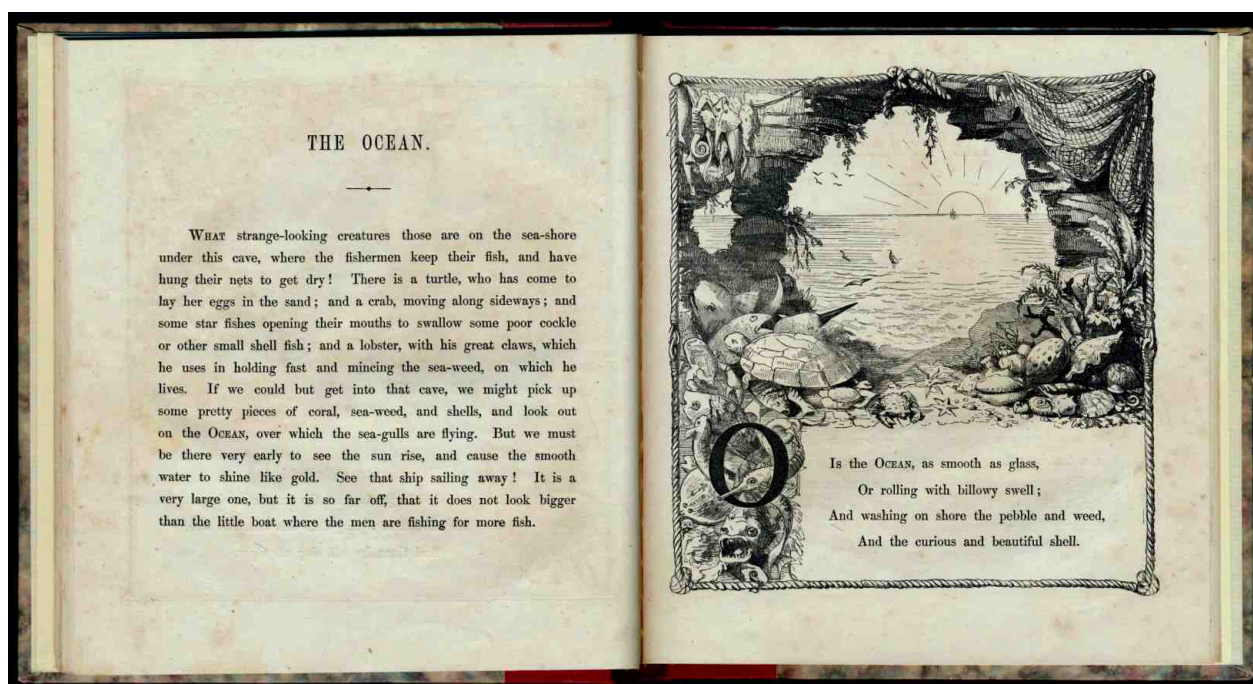 THE OCEAN.
WHAT strange-looking creatures those are on the sea-shore
under this cave, where the fishermen keep their fish, and have
hung their nets to get dry! There is a turtle, who has come to
lay her eggs in the sand; and a crab, moving along sideways; and
some star fishes opening their mouths to swallow some poor cockle
or other small shell fish; and a lobster, with his great claws, which
he uses in holding fast and mincing the sea-weed, on which he
lives. If we could but get into that cave, we might pick up
some pretty pieces of coral, sea-weed, and shells, and look out
on the OCEAN, over which the sea-gulls are flying. But we must
be there very early to see the sun rise, and cause the smooth
water to shine like gold. See that ship sailing away! It is a
very large one, but it is so far off, that it does not look bigger
than the little boat where the men are fishing for more fish.
O
Is the OCEAN, as smooth as glass,
Or rolling with billowy swell;
And washing on shore the pebble and weed,
And the curious and beautiful shell.